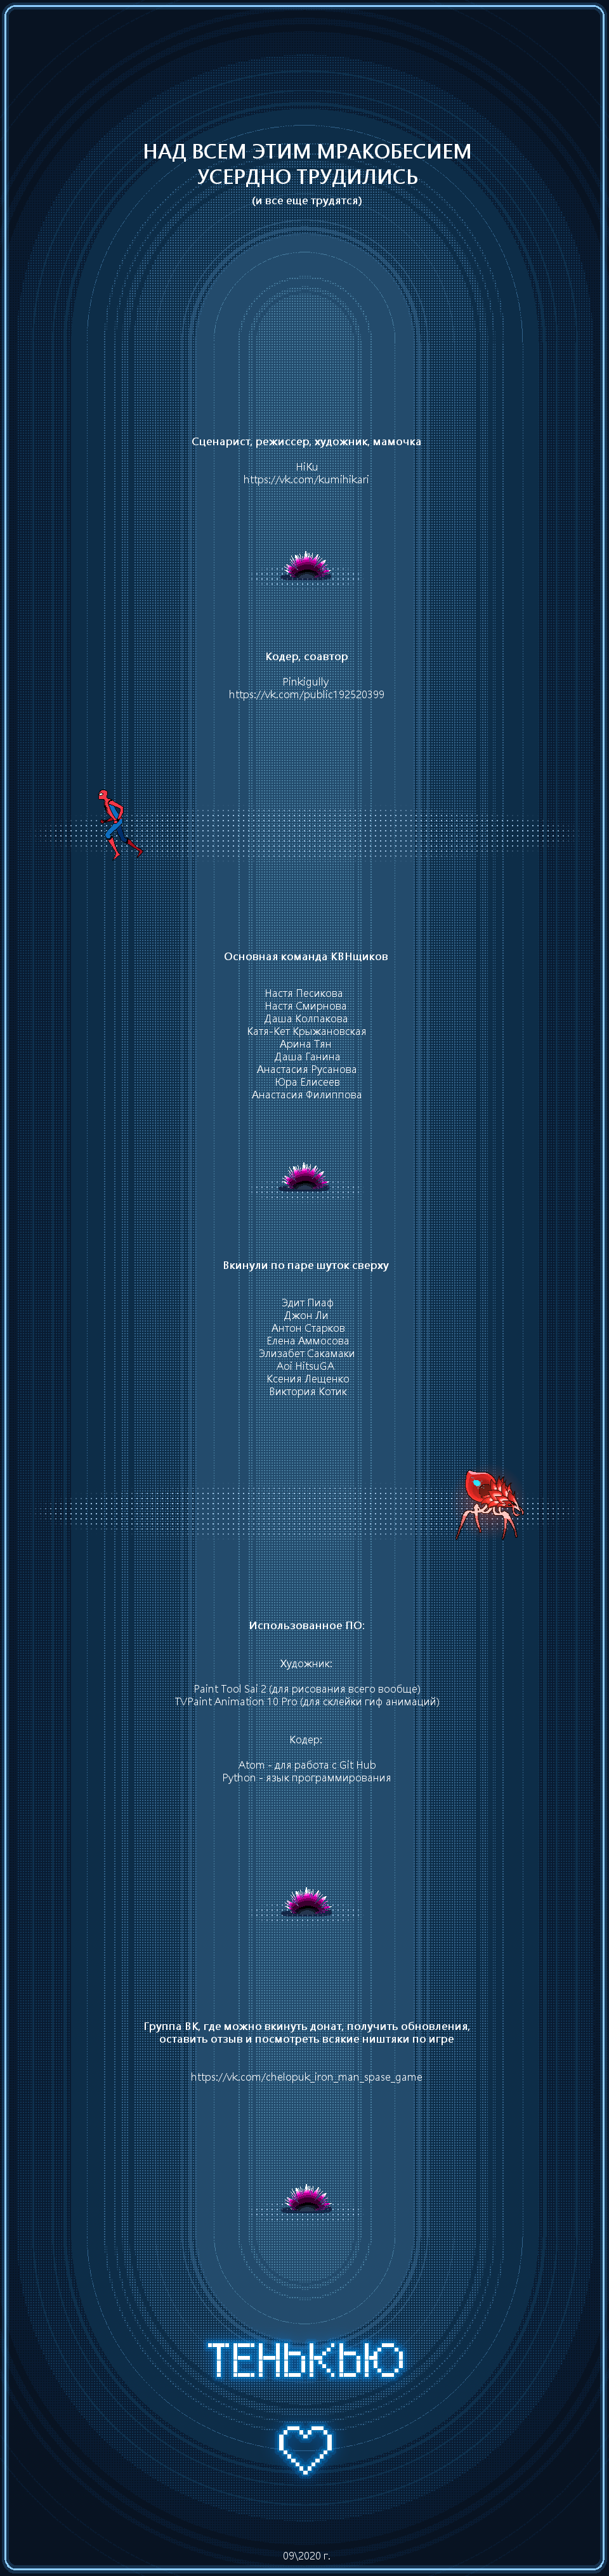 НАД ВСЕМ ЭТИМ МРАКОБЕСИЕМ
УСЕРДНО ТРУДИЛИСЬ
(и все еще трудятся)
Сценарист, режиссер, художник, мамочка
HiKu
https://vk.com/kumihikari
Кодер, соавтор
Pinkigully
https://vk.com/public192520399
Основная команда КВНщиков
Настя Песикова
Настя Смирнова
Даша Колпакова
Катя-Кет Крыжановская
Арина Тян
Даша Ганина
Анастасия Русанова
Юра Елисеев
Анастасия Филиппова
Вкинули по паре шуток сверху
Эдит Пиаф
Джон Ли
Антон Старков
Елена Аммосова
Элизабет Сакамаки
Aoi HitsuGA
Ксения Лещенко
Виктория Котик
Использованное ПО:
Художник:
Paint Tool Sai 2 (для рисования всего вообще)
TVPaint Animation 10 Pro (для склейки гиф анимаций)
Кодер:
Atom - для работа с Git Hub
Python - язык программирования
Группа ВК, где можно вкинуть донат, получить обновления,
оставить отзыв и посмотреть всякие ништяки по игре
https://vk.com/chelopuk_iron_man_spase_game
ТЕНЬКЬЮ
09\2020 г.